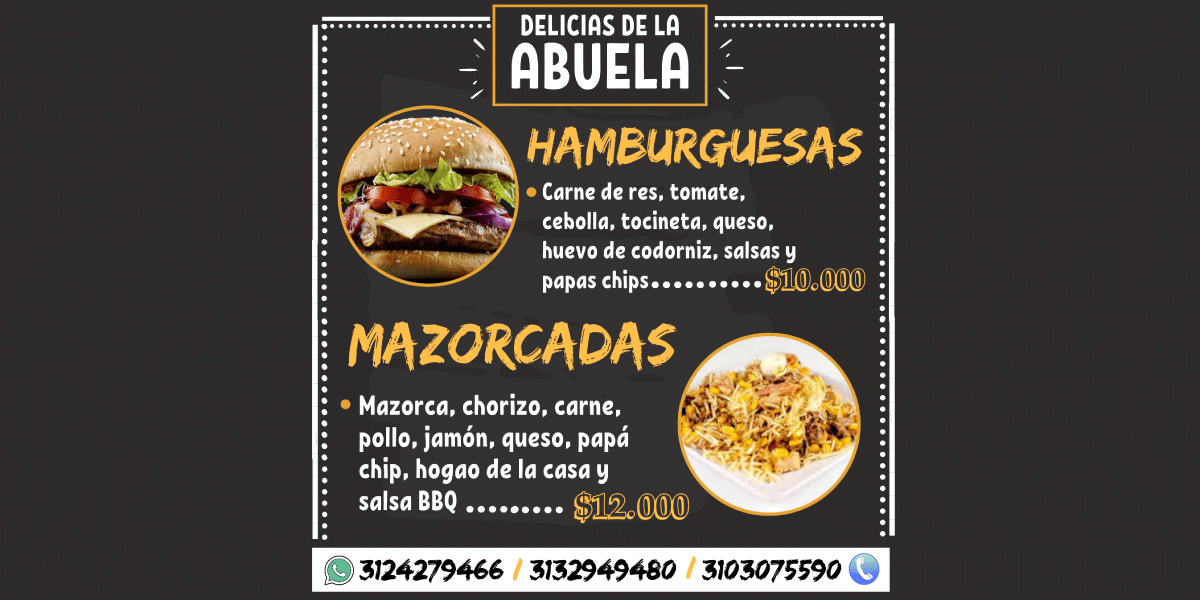 DELICIAS DE LA
ABUELA
HAMBURGUESAS
• Carne de res, tomate,
cebolla, tocineta, queso,
huevo de codorniz, salsas y
papas chips..........$10.000
MAZORCADAS
• Mazorca, chorizo, carne,
pollo, jamón, queso, papá
chip, hogao de la casa y
salsa BBQ ......... $12.000
3124279466 / 3132949480 / 3103075590